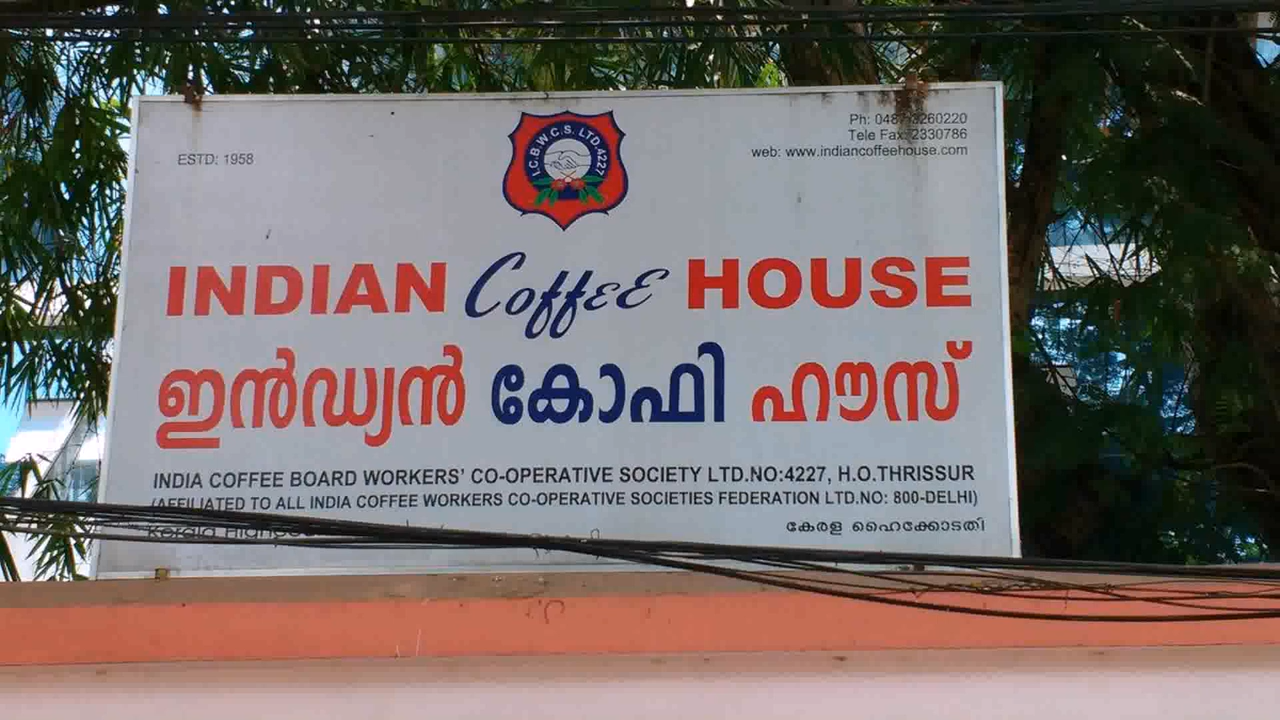 ESTD: 1958
I.C.B.W.C.S. LTD.4227
Ph: 0487-3260220
Tele Fax: 2330786
web: www.indiancoffeehouse.com
INDIAN Coffee HOUSE
ഇൻഡ്യൻ കോഫി ഹൗസ്
INDIA COFFEE BOARD WORKERS' CO-OPERATIVE SOCIETY LTD.NO:4227, H.O.THRISSUR
(AFFILIATED TO ALL INDIA COFFEE WORKERS CO-OPERATIVE SOCIETIES FEDERATION LTD.NO: 800-DELHI)
Kerala
കേരള ഹൈക്കോടതി